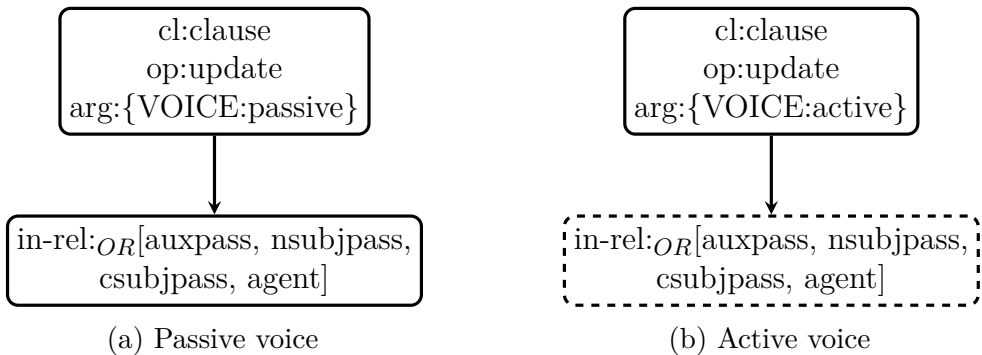 cl:clause
op:update
arg:{VOICE:passive}
in-rel:OR[auxpass, nsubjpass,
csubjpass, agent]
(a) Passive voice
cl:clause
op:update
arg:{VOICE:active}
in-rel:OR[auxpass, nsubjpass,
csubjpass, agent]
(b) Active voice